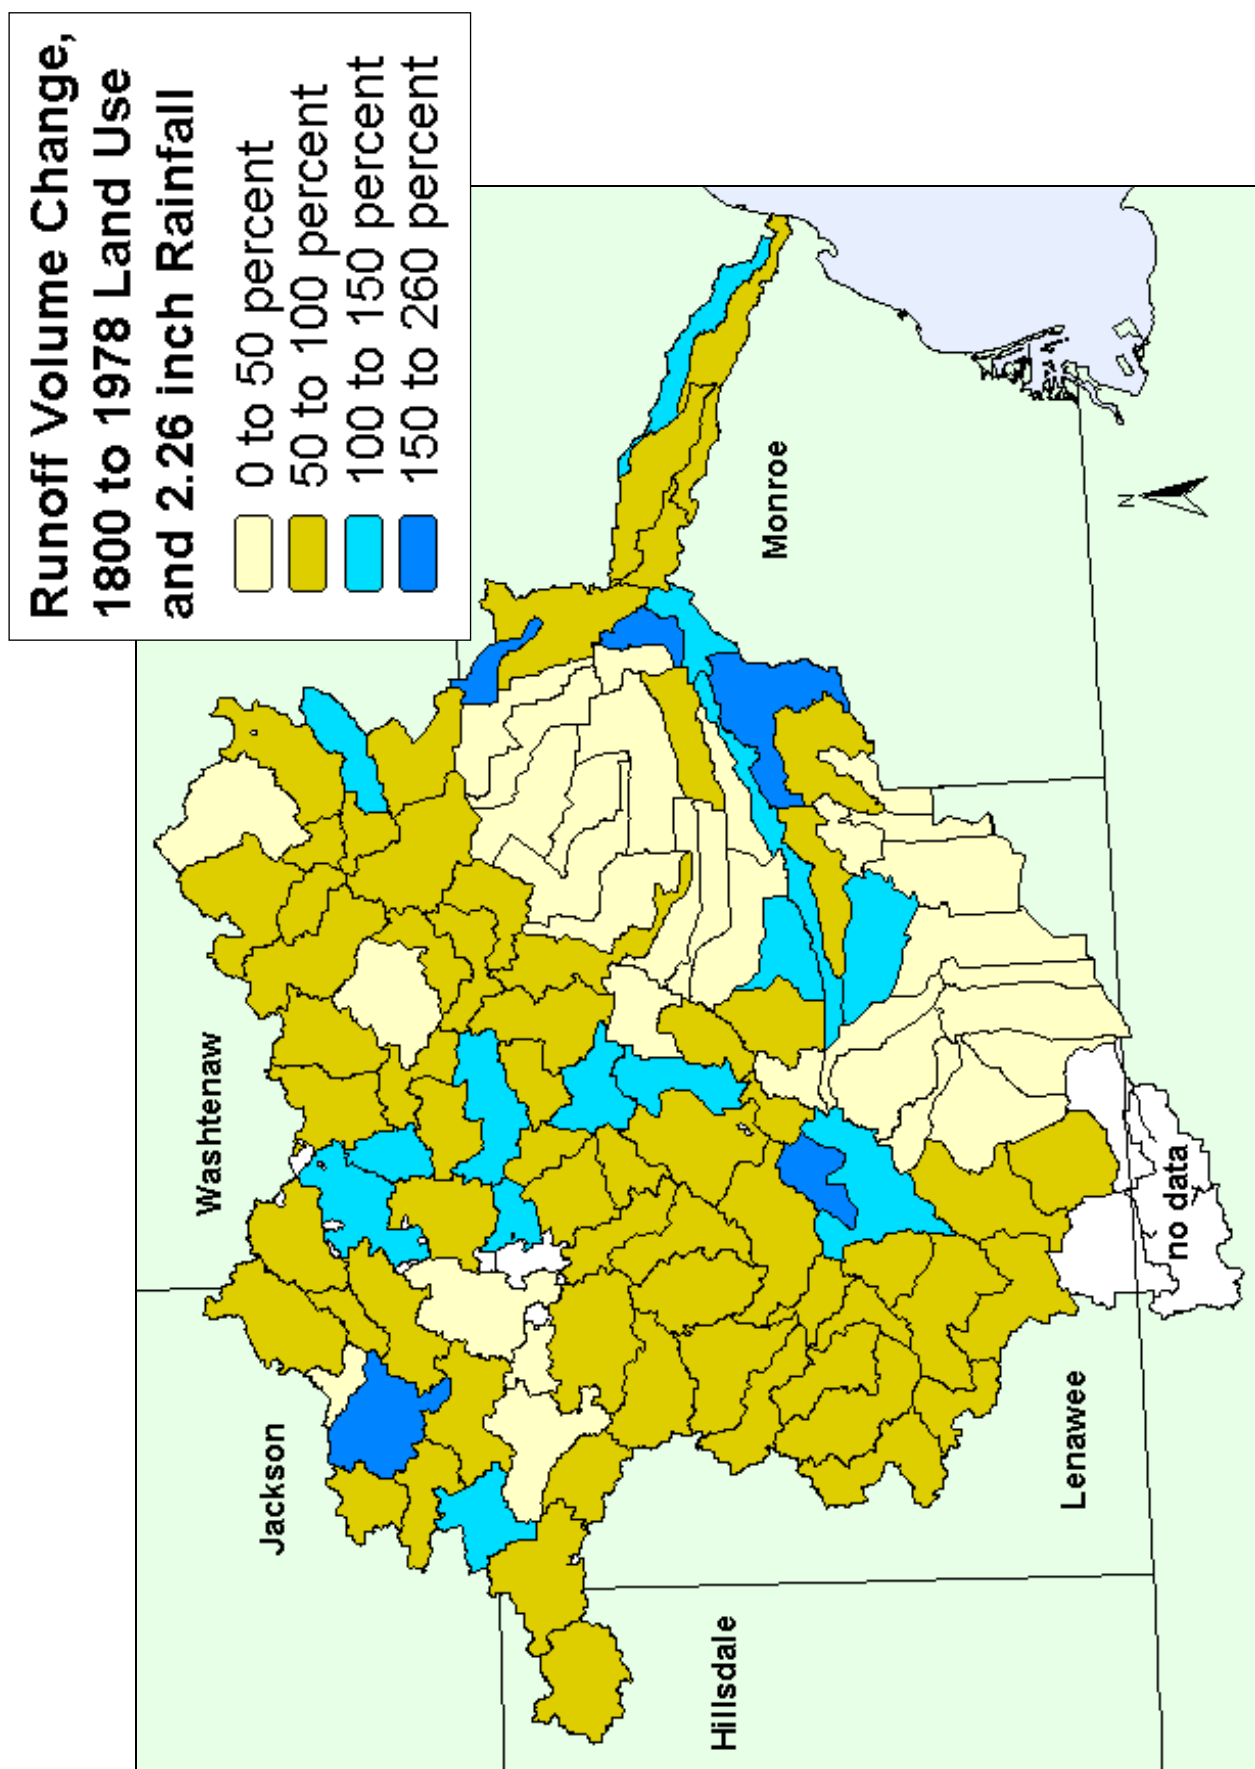 Runoff Volume Change,
1800 to 1978 Land Use
and 2.26 inch Rainfall
0 to 50 percent
50 to 100 percent
100 to 150 percent
150 to 260 percent
Washtenaw
Jackson
Monroe
N
Hillsdale
Lenawee
no data